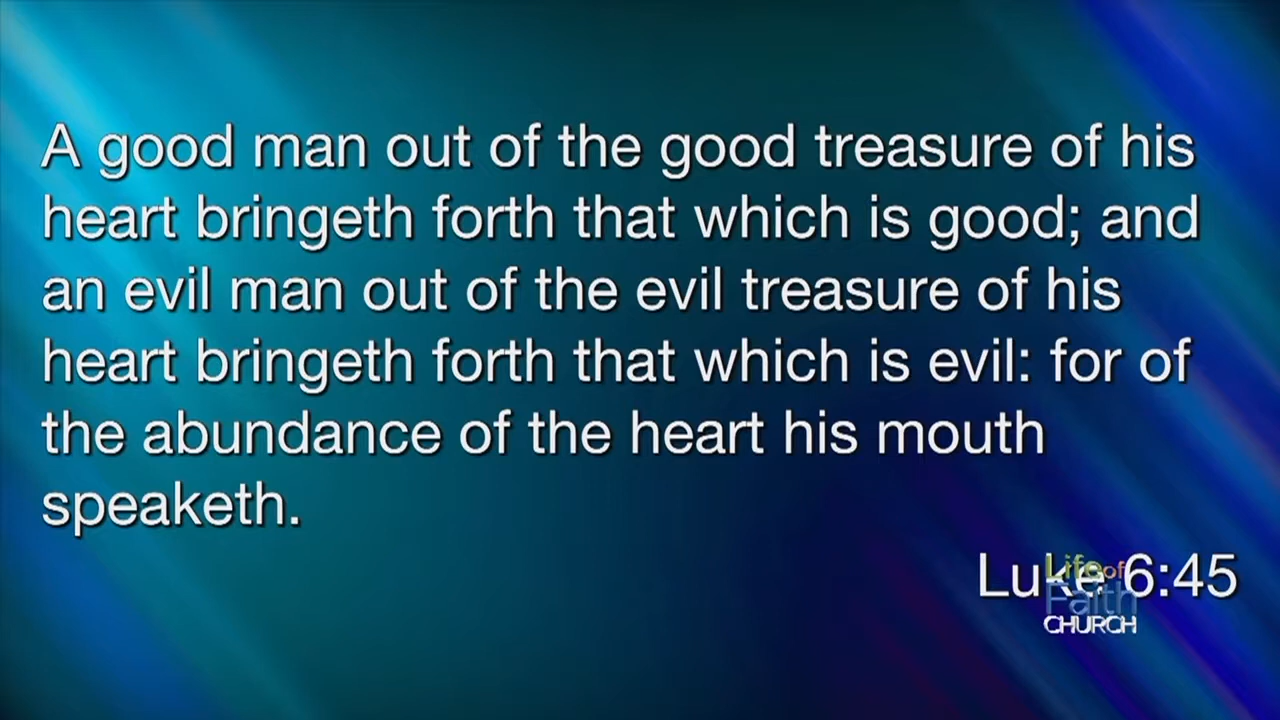 A good man out of the good treasure of his
heart bringeth forth that which is good; and
an evil man out of the evil treasure of his
heart bringeth forth that which is evil: for of
the abundance of the heart his mouth
speaketh.
Luke 6:45
Life of
Faith
CHURCH